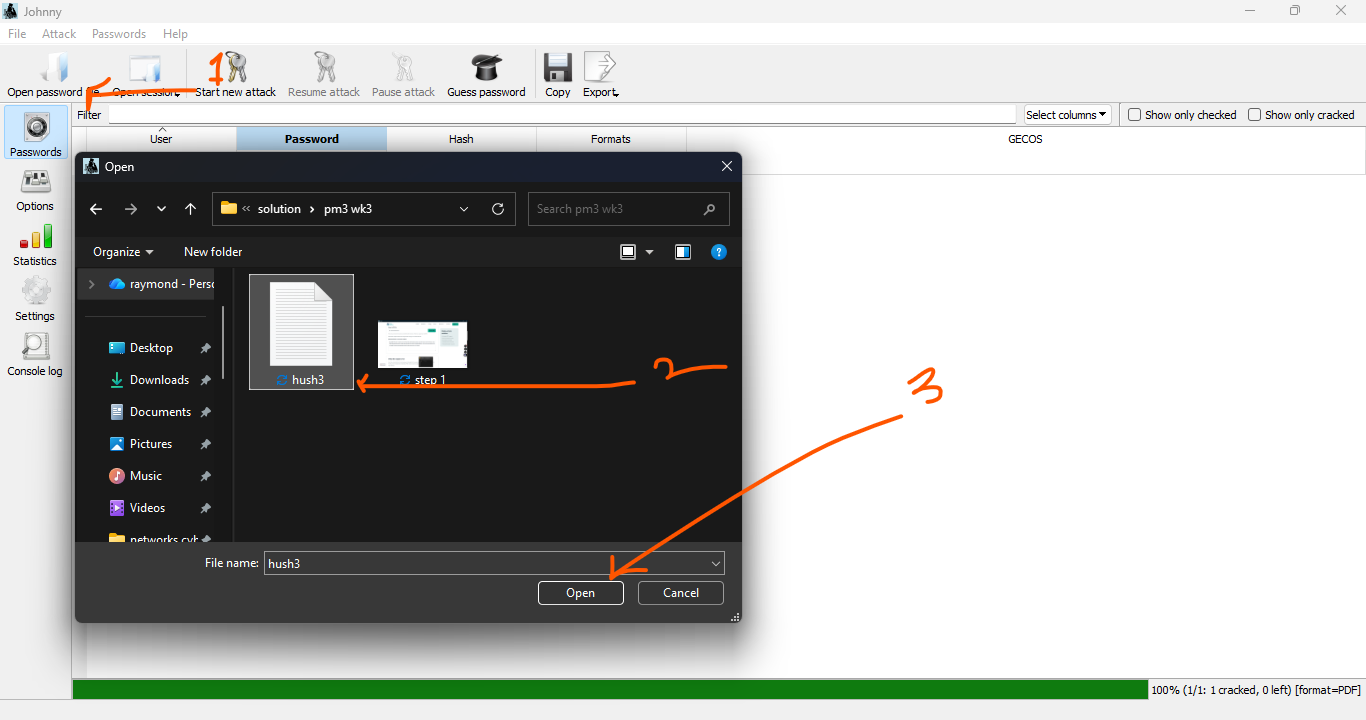 Johnny
File Attack Passwords Help
1
Open password file Open session Start new attack Resume attack Pause attack Guess password Copy Export
Filter Select columns Show only checked Show only cracked
Passwords
User Password Hash Formats GECOS
Open
Options
« solution › pm3 wk3 Search pm3 wk3
Statistics
Organize New folder
raymond - Perso
Settings
Desktop
Console log
hush3 step 1
2
3
Downloads
Documents
Pictures
Music
Videos
networks cyb
File name: hush3
Open Cancel
100% (1/1: 1 cracked, 0 left) [format=PDF]